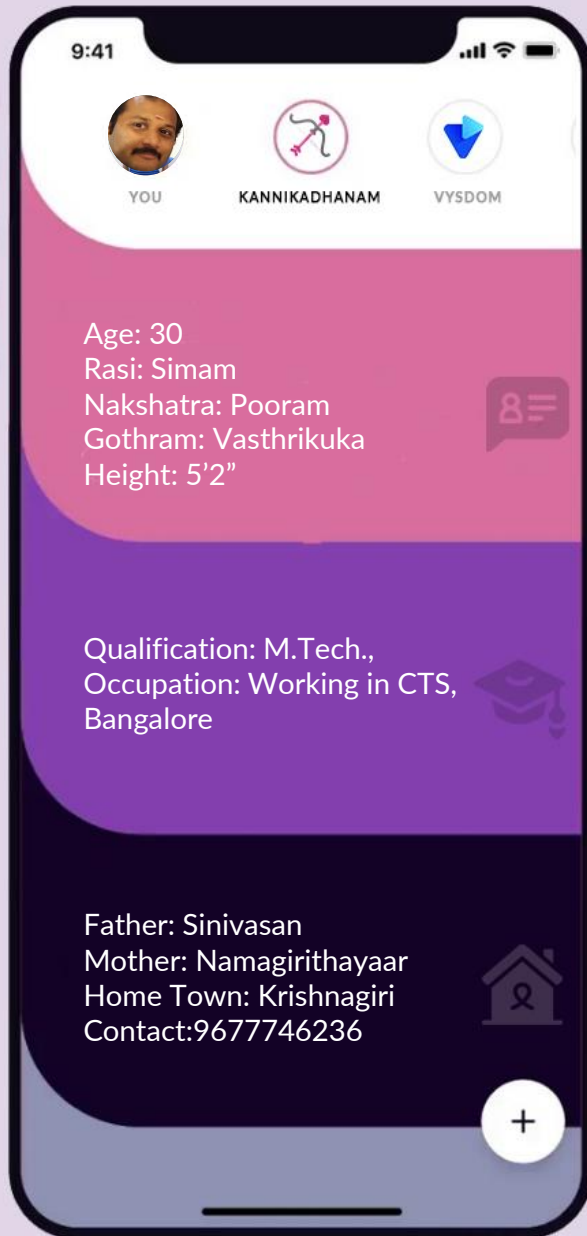 9:41
YOU
KANNIKADHANAM
VYSDOM
Age: 30
Rasi: Simam
Nakshatra: Pooram
Gothram: Vasthrikuka
Height: 5’2”
Qualification: M.Tech.,
Occupation: Working in CTS,
Bangalore
Father: Sinivasan
Mother: Namagirithayaar
Home Town: Krishnagiri
Contact:9677746236